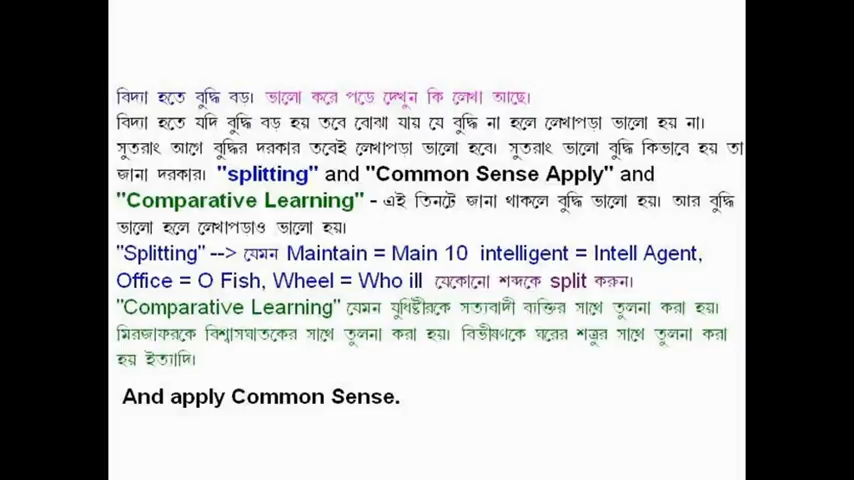 বিদ্যা হতে বুদ্ধি বড়। ভালো করে পড়ে দেখুন কি লেখা আছে।
বিদ্যা হতে যদি বুদ্ধি বড় হয় তবে বোঝা যায় যে বুদ্ধি না হলে লেখাপড়া ভালো হয় না।
সুতরাং আগে বুদ্ধির দরকার তবেই লেখাপড়া ভালো হবে। সুতরাং ভালো বুদ্ধি কিভাবে হয় তা
জানা দরকার। "splitting" and "Common Sense Apply" and
"Comparative Learning" - এই তিনটে জানা থাকলে বুদ্ধি ভালো হয়। আর বুদ্ধি
ভালো হলে লেখাপড়াও ভালো হয়।
"Splitting" --> যেমন Maintain = Main 10 intelligent = Intell Agent,
Office = O Fish, Wheel = Who ill যেকোনো শব্দকে split করুন।
"Comparative Learning" যেমন যুধিষ্টীরকে সত্যবাদী ব্যক্তির সাথে তুলনা করা হয়।
মিরজাফরকে বিশ্বাসঘাতকের সাথে তুলনা করা হয়। বিভীষণকে ঘরের শত্রুর সাথে তুলনা করা
হয় ইত্যাদি।
And apply Common Sense.